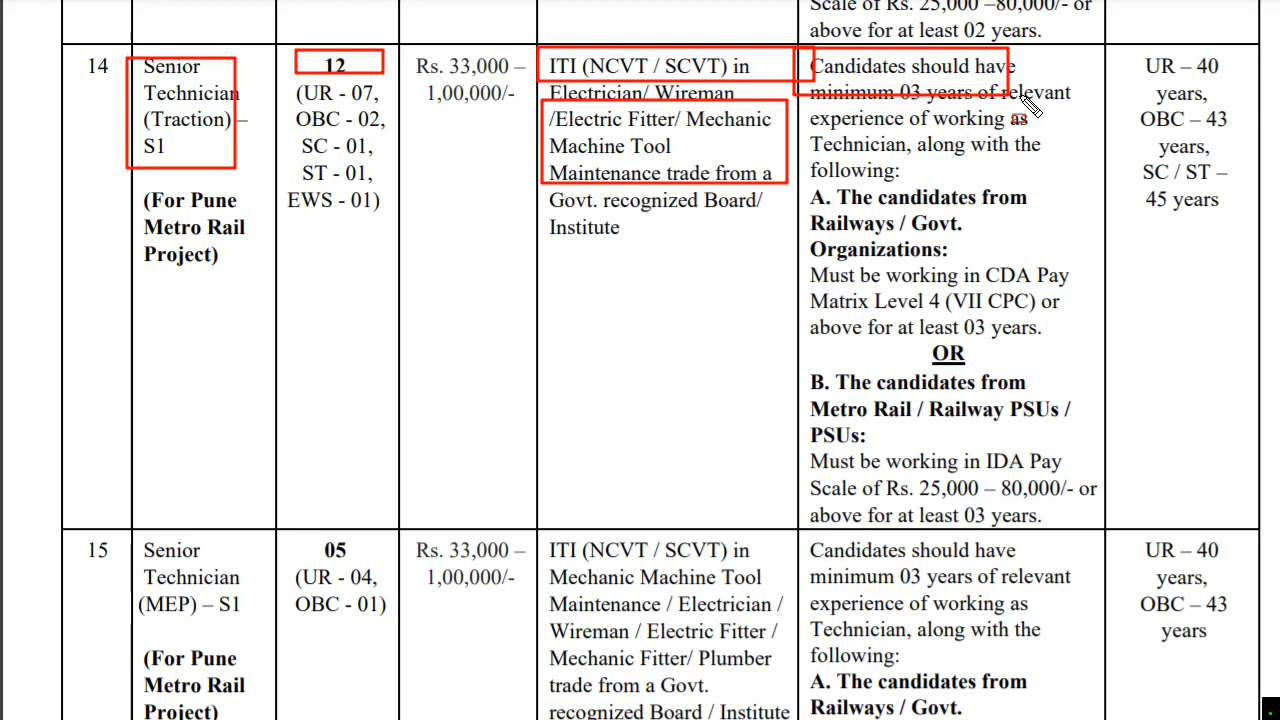 Scale of Rs. 25,000 –80,000/- or
above for at least 02 years.
14
Senior
Technician
(Traction) –
S1
(For Pune
Metro Rail
Project)
12
(UR - 07,
OBC - 02,
SC - 01,
ST - 01,
EWS - 01)
Rs. 33,000 –
1,00,000/-
ITI (NCVT / SCVT) in
Electrician/ Wireman
/Electric Fitter/ Mechanic
Machine Tool
Maintenance trade from a
Govt. recognized Board/
Institute
Candidates should have
minimum 03 years of relevant
experience of working as
Technician, along with the
following:
A. The candidates from
Railways / Govt.
Organizations:
Must be working in CDA Pay
Matrix Level 4 (VII CPC) or
above for at least 03 years.
OR
B. The candidates from
Metro Rail / Railway PSUs /
PSUs:
Must be working in IDA Pay
Scale of Rs. 25,000 – 80,000/- or
above for at least 03 years.
UR – 40
years,
OBC – 43
years,
SC / ST –
45 years
15
Senior
Technician
(MEP) – S1
(For Pune
Metro Rail
Project)
05
(UR - 04,
OBC - 01)
Rs. 33,000 –
1,00,000/-
ITI (NCVT / SCVT) in
Mechanic Machine Tool
Maintenance / Electrician /
Wireman / Electric Fitter /
Mechanic Fitter/ Plumber
trade from a Govt.
recognized Board / Institute
Candidates should have
minimum 03 years of relevant
experience of working as
Technician, along with the
following:
A. The candidates from
Railways / Govt.
UR – 40
years,
OBC – 43
years